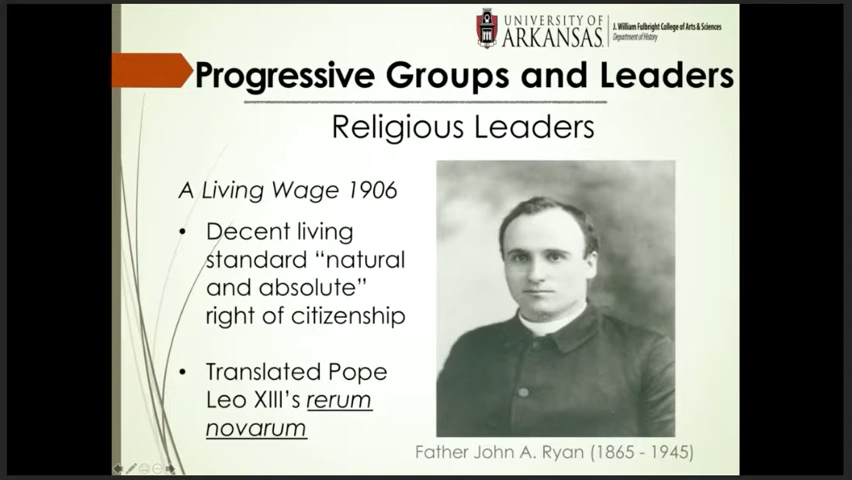 UNIVERSITY OF
ARKANSAS
J. William Fulbright College of Arts & Sciences
Department of History
Progressive Groups and Leaders
Religious Leaders
A Living Wage 1906
• Decent living
standard “natural
and absolute”
right of citizenship
• Translated Pope
Leo XIII’s rerum
novarum
Father John A. Ryan (1865 - 1945)